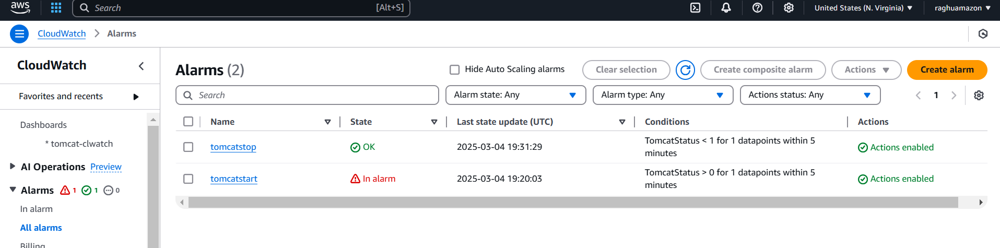 aws
Search [Alt+S]
United States (N. Virginia)
raghuamazon
CloudWatch
Alarms
CloudWatch
Favorites and recents
Dashboards
* tomcat-clwatch
AI Operations Preview
Alarms 1 1 0
In alarm
All alarms
Billing
Alarms (2)
Hide Auto Scaling alarms
Clear selection
Create composite alarm
Actions
Create alarm
Search
Alarm state: Any
Alarm type: Any
Actions status: Any
1
Name State Last state update (UTC) Conditions Actions
tomcatstop OK 2025-03-04 19:31:29 TomcatStatus < 1 for 1 datapoints within 5
minutes
Actions enabled
tomcatstart In alarm 2025-03-04 19:20:03 TomcatStatus > 0 for 1 datapoints within 5
minutes
Actions enabled